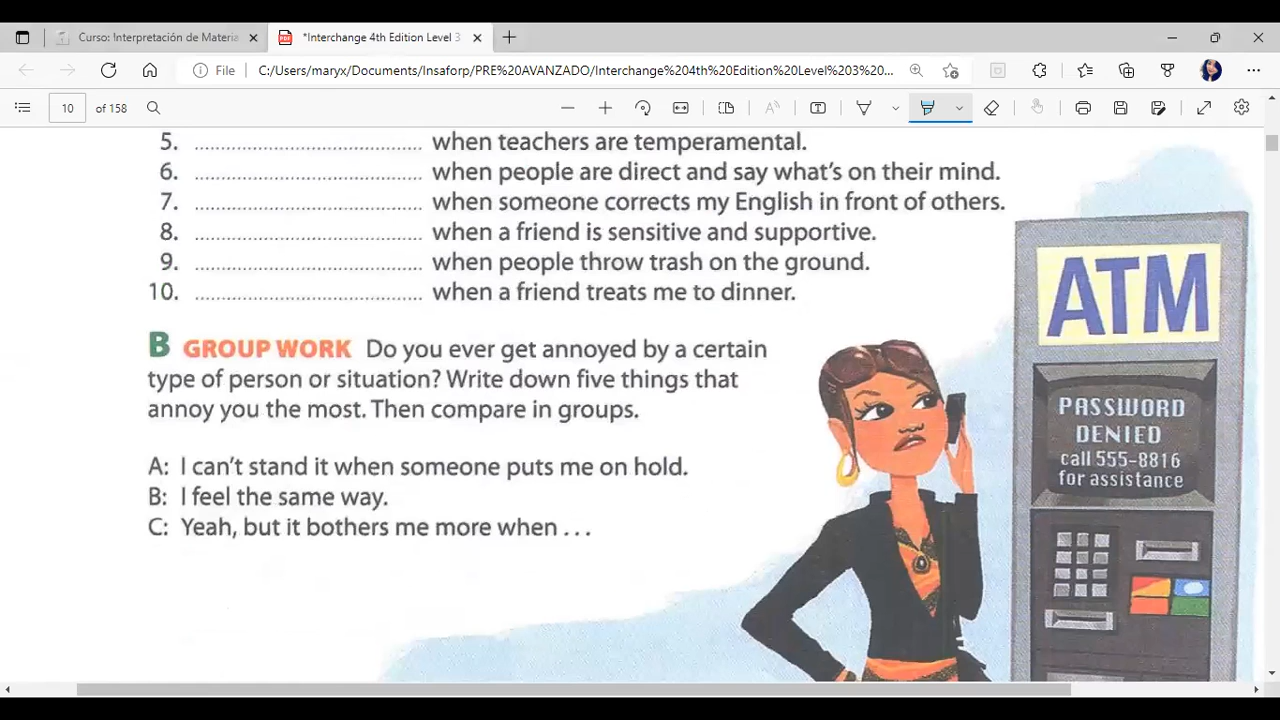 Curso: Interpretación de Materia
*Interchange 4th Edition Level 3
File
C:/Users/maryx/Documents/Insaforp/PRE%20AVANZADO/Interchange%204th%20Edition%20Level%203%20...
10 of 158
5. ........................................ when teachers are temperamental.
6. ........................................ when people are direct and say what's on their mind.
7. ........................................ when someone corrects my English in front of others.
8. ........................................ when a friend is sensitive and supportive.
9. ........................................ when people throw trash on the ground.
10. ........................................ when a friend treats me to dinner.
B GROUP WORK Do you ever get annoyed by a certain
type of person or situation? Write down five things that
annoy you the most. Then compare in groups.
A: I can't stand it when someone puts me on hold.
B: I feel the same way.
C: Yeah, but it bothers me more when . . .
ATM
PASSWORD
DENIED
call 555-8816
for assistance